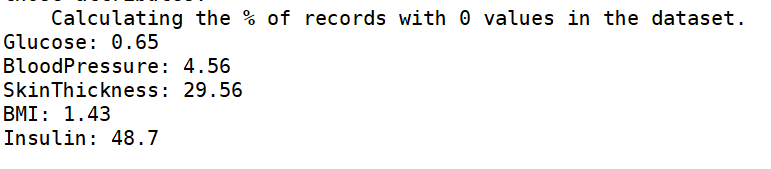 Calculating the % of records with 0 values in the dataset.
Glucose: 0.65
BloodPressure: 4.56
SkinThickness: 29.56
BMI: 1.43
Insulin: 48.7